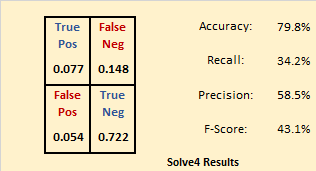 True Pos
0.077
False Neg
0.148
False Pos
0.054
True Neg
0.722
Accuracy: 79.8%
Recall: 34.2%
Precision: 58.5%
F-Score: 43.1%
Solve4 Results